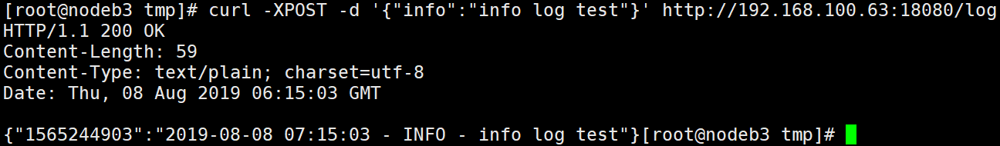 [root@nodeb3 tmp]# curl -XPOST -d '{"info":"info log test"}' http://192.168.100.63:18080/log
HTTP/1.1 200 OK
Content-Length: 59
Content-Type: text/plain; charset=utf-8
Date: Thu, 08 Aug 2019 06:15:03 GMT

{"1565244903":"2019-08-08 07:15:03 - INFO - info log test"}[root@nodeb3 tmp]#